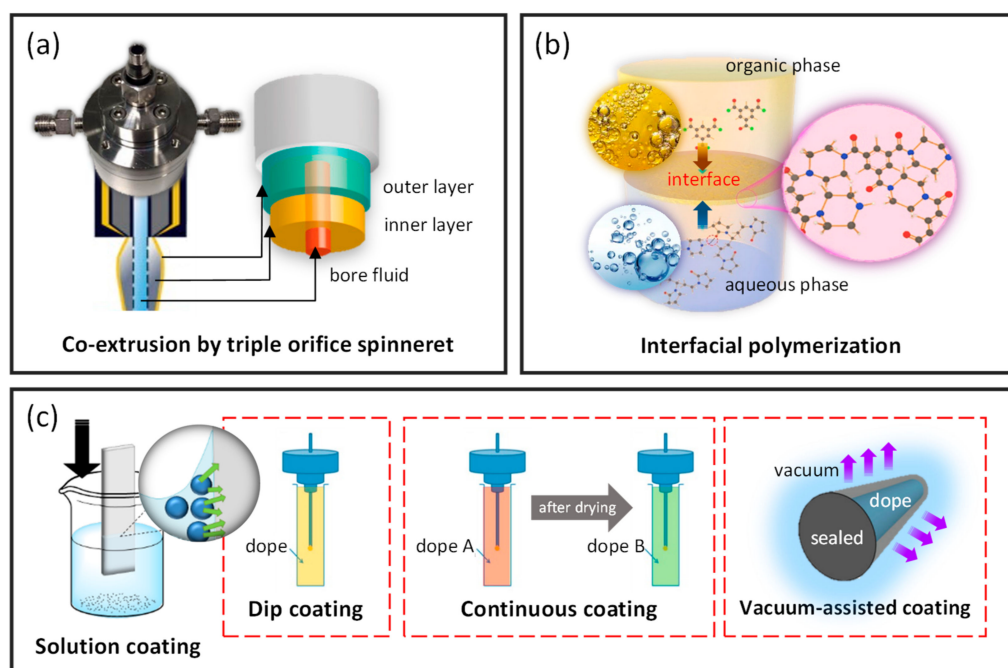 (a)
outer layer
inner layer
bore fluid
Co-extrusion by triple orifice spinneret
(b)
organic phase
interface
aqueous phase
Interfacial polymerization
(c)
Solution coating
dope
Dip coating
dope A
after drying
dope B
Continuous coating
vacuum
dope
sealed
Vacuum-assisted coating